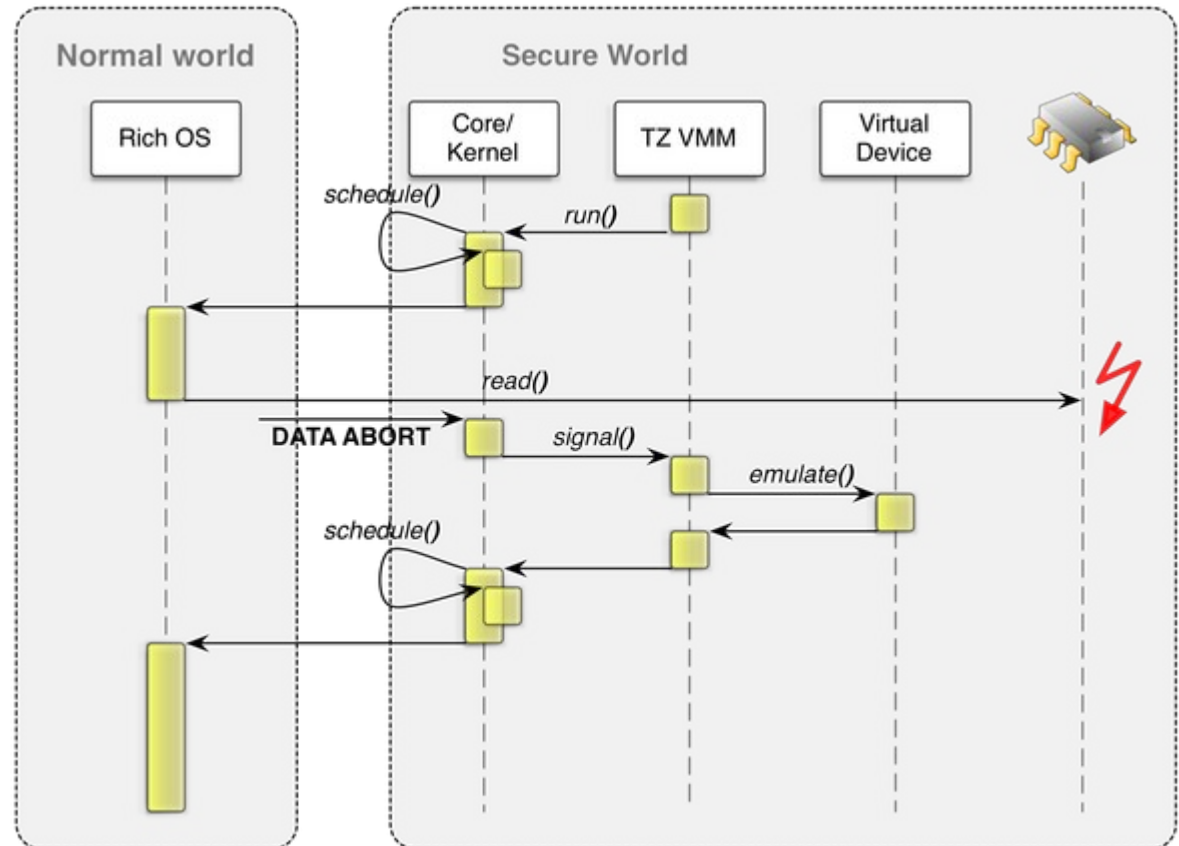 Normal world
Secure World
Rich OS
Core/
Kernel
TZ VMM
Virtual
Device
schedule()
run()
read()
DATA ABORT
signal()
emulate()
schedule()